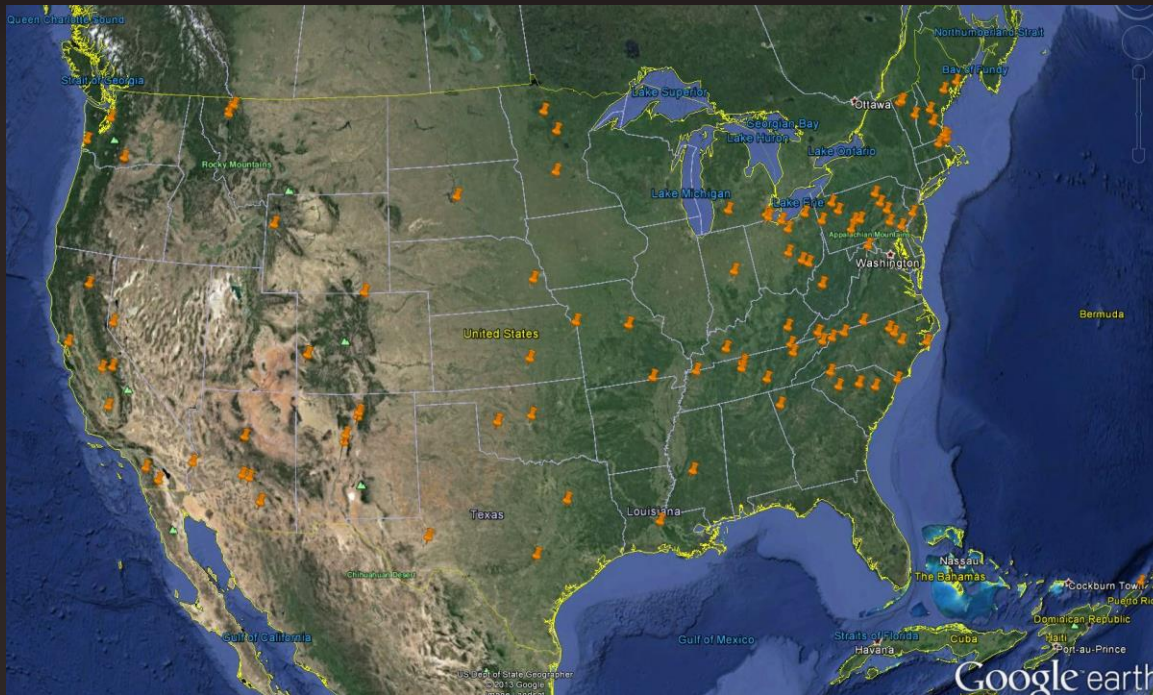 Queen Charlotte Sound
Northumberland Strait
Strait of Georgia
Bay of Fundy
Lake Superior
Ottawa
Georgian Bay
Lake Huron
Lake Ontario
Rocky Mountains
Lake Michigan
Lake Erie
Appalachian Mountains
Washington
Bermuda
United States
Texas
Louisiana
Chihuahuan Desert
Nassau
The Bahamas
Cockburn Town
Puerto Ric
Dominican Republic
Gulf of California
Gulf of Mexico
Straits of Florida
Cuba
Haiti
Havana
Port-au-Prince
US Dept of State Geographer
© 2013 Google
Image Landsat
Google earth